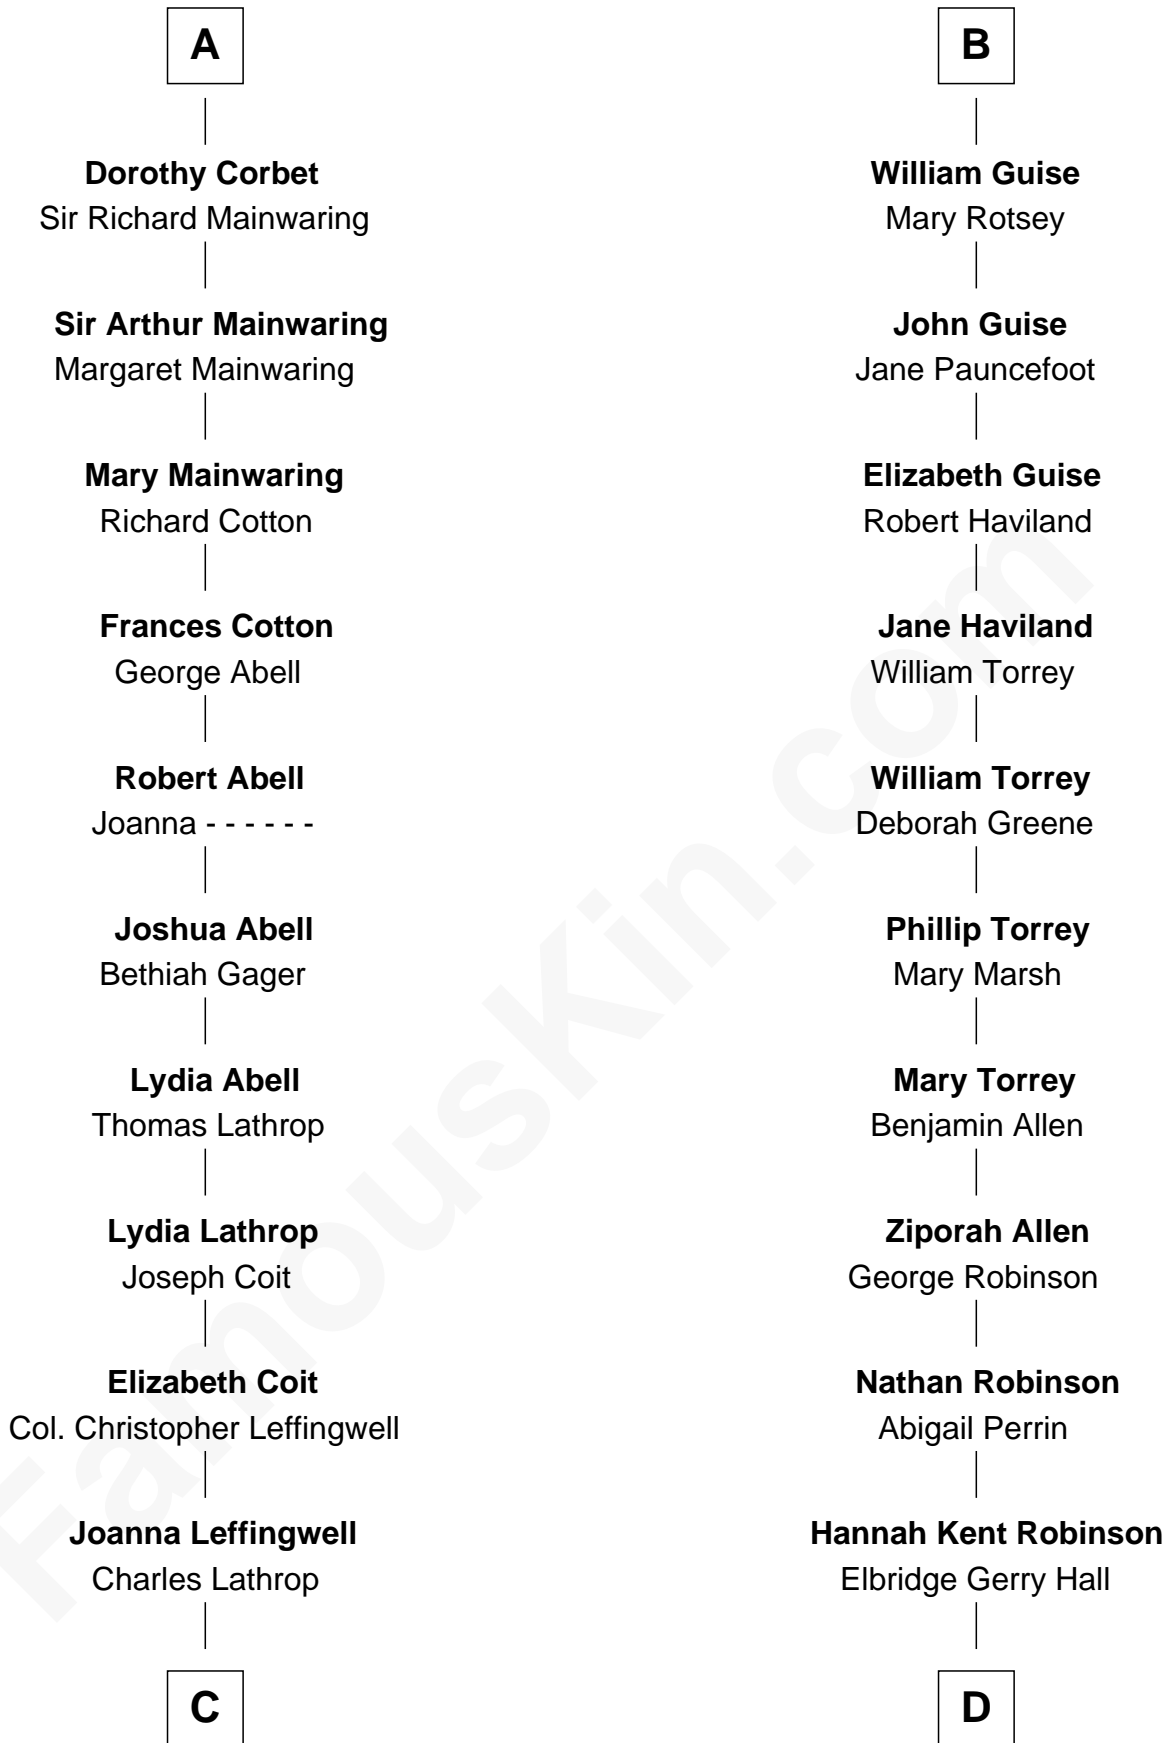 A
Dorothy Corbet
Sir Richard Mainwaring
Sir Arthur Mainwaring
Margaret Mainwaring
Mary Mainwaring
Richard Cotton
Frances Cotton
George Abell
Robert Abell
Joanna - - - - - -
Joshua Abell
Bethiah Gager
Lydia Abell
Thomas Lathrop
Lydia Lathrop
Joseph Coit
Elizabeth Coit
Col. Christopher Leffingwell
Joanna Leffingwell
Charles Lathrop
C
B
William Guise
Mary Rotsey
John Guise
Jane Pauncefoot
Elizabeth Guise
Robert Haviland
Jane Haviland
William Torrey
William Torrey
Deborah Greene
Phillip Torrey
Mary Marsh
Mary Torrey
Benjamin Allen
Ziporah Allen
George Robinson
Nathan Robinson
Abigail Perrin
Hannah Kent Robinson
Elbridge Gerry Hall
D
FamousKin.com